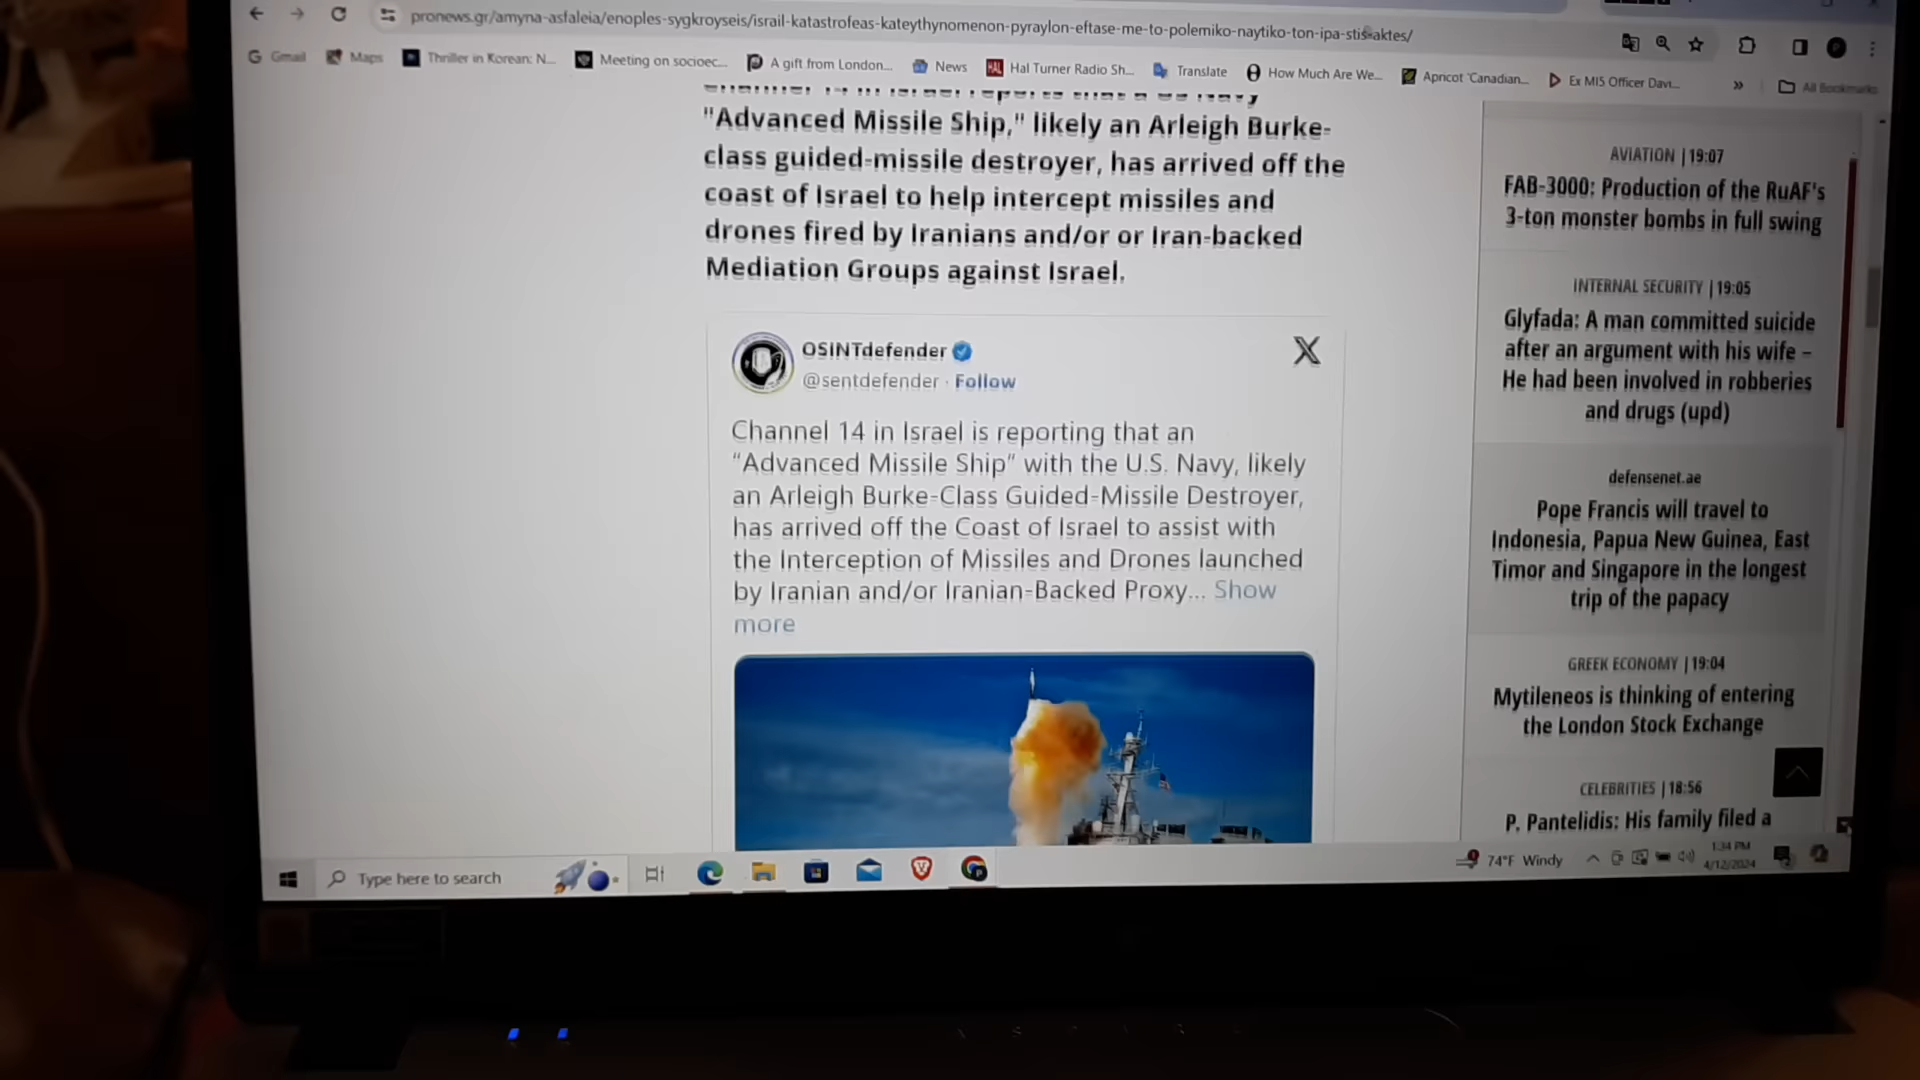 pronews.gr/amyna-asfaleia/enoples-sygkroyseis/israil-katastrofeas-kateythynomenon-pyraylon-eftase-me-to-polemiko-naytiko-ton-ipa-stis-aktes/
Gmail Maps Thriller in Korean: N... Meeting on socioec... A gift from London... News Hal Turner Radio Sh... Translate How Much Are We... Apricot 'Canadian... Ex MI5 Officer Davi... » All Bookmarks
"Advanced Missile Ship," likely an Arleigh Burke-
class guided-missile destroyer, has arrived off the
coast of Israel to help intercept missiles and
drones fired by Iranians and/or or Iran-backed
Mediation Groups against Israel.
OSINTdefender
@sentdefender · Follow
X
Channel 14 in Israel is reporting that an
“Advanced Missile Ship” with the U.S. Navy, likely
an Arleigh Burke-Class Guided-Missile Destroyer,
has arrived off the Coast of Israel to assist with
the Interception of Missiles and Drones launched
by Iranian and/or Iranian-Backed Proxy... Show
more
AVIATION | 19:07
FAB-3000: Production of the RuAF's
3-ton monster bombs in full swing
INTERNAL SECURITY | 19:05
Glyfada: A man committed suicide
after an argument with his wife –
He had been involved in robberies
and drugs (upd)
defensenet.ae
Pope Francis will travel to
Indonesia, Papua New Guinea, East
Timor and Singapore in the longest
trip of the papacy
GREEK ECONOMY | 19:04
Mytileneos is thinking of entering
the London Stock Exchange
CELEBRITIES | 18:56
P. Pantelidis: His family filed a
Type here to search
74°F Windy
1:34 PM
4/12/2024